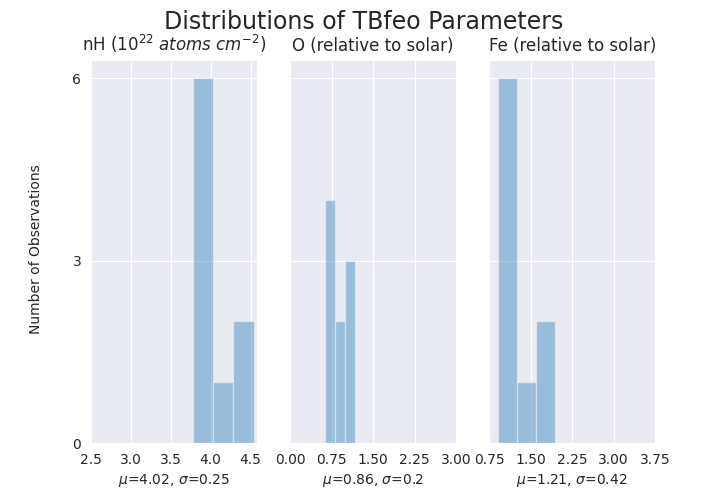 Distributions of TBfeo Parameters
nH (10²² atoms cm⁻²) O (relative to solar) Fe (relative to solar)
6
3
0
Number of Observations
2.5 3.0 3.5 4.0 4.5 0.00 0.75 1.50 2.25 3.00 0.75 1.50 2.25 3.00 3.75
μ=4.02, σ=0.25 μ=0.86, σ=0.2 μ=1.21, σ=0.42